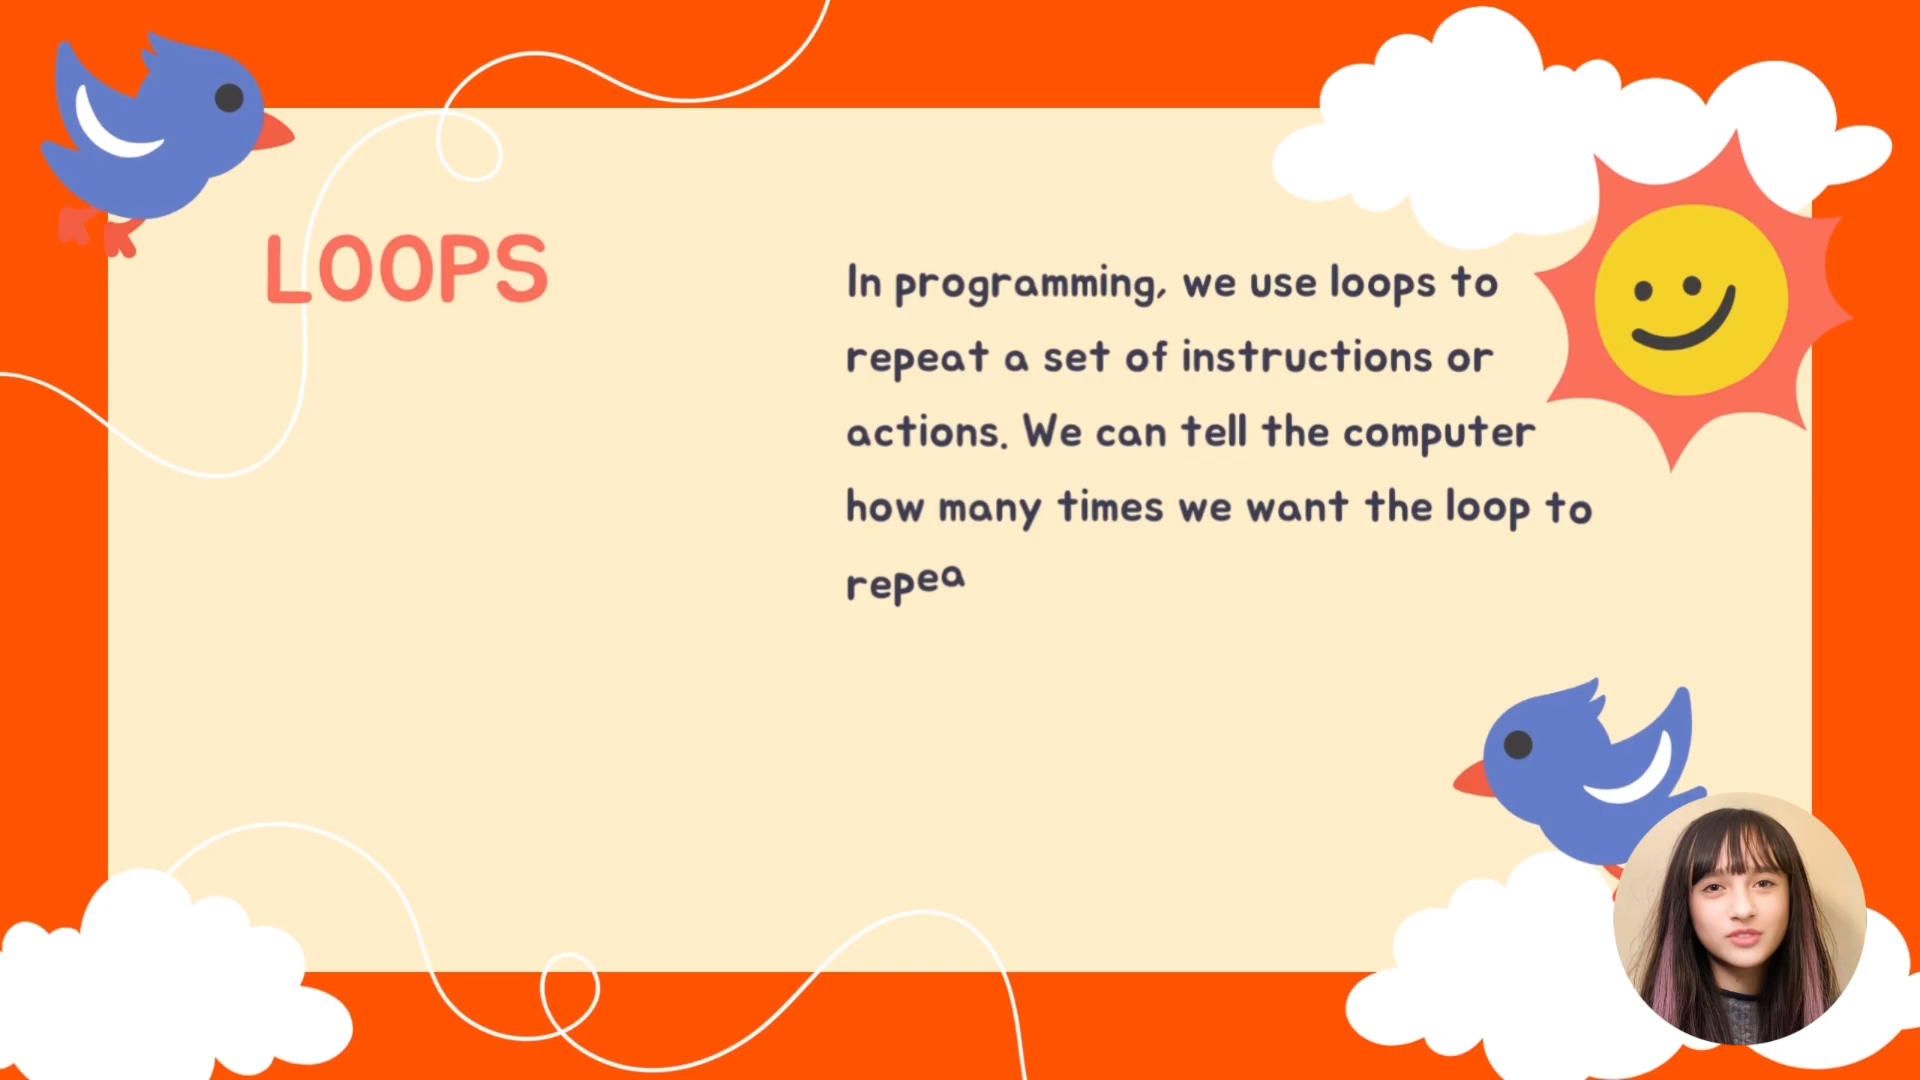 LOOPS
In programming, we use loops to
repeat a set of instructions or
actions. We can tell the computer
how many times we want the loop to
repea